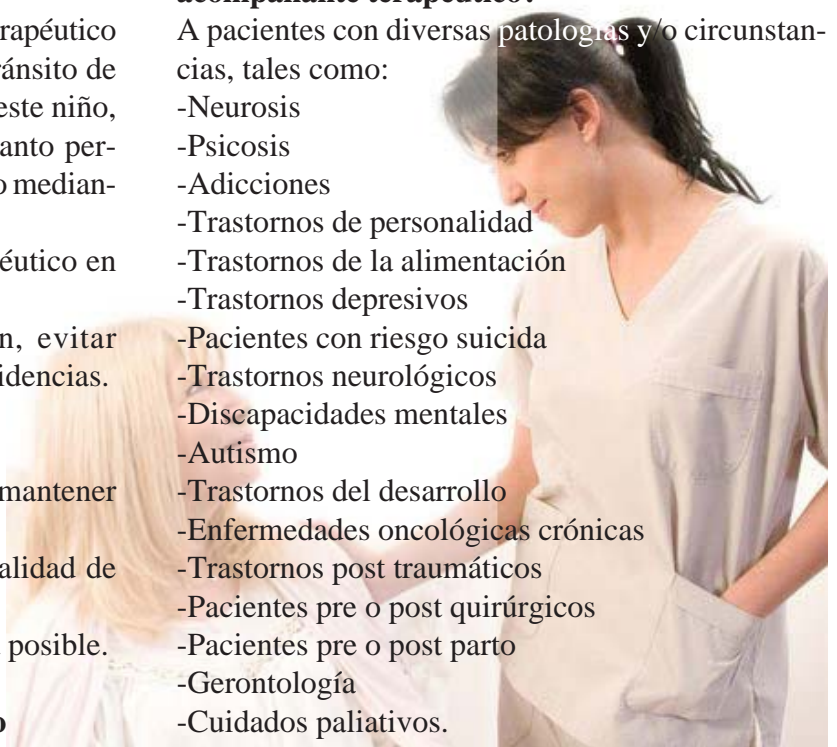 rapéutico
ránsito de
este niño,
anto per-
o median-
éutico en
n, evitar
idencias.
mantener
alidad de
posible.
o
acompañante terapéutico?
A pacientes con diversas patologías y/o circunstan-
cias, tales como:
-Neurosis
-Psicosis
-Adicciones
-Trastornos de personalidad
-Trastornos de la alimentación
-Trastornos depresivos
-Pacientes con riesgo suicida
-Trastornos neurológicos
-Discapacidades mentales
-Autismo
-Trastornos del desarrollo
-Enfermedades oncológicas crónicas
-Trastornos post traumáticos
-Pacientes pre o post quirúrgicos
-Pacientes pre o post parto
-Gerontología
-Cuidados paliativos.